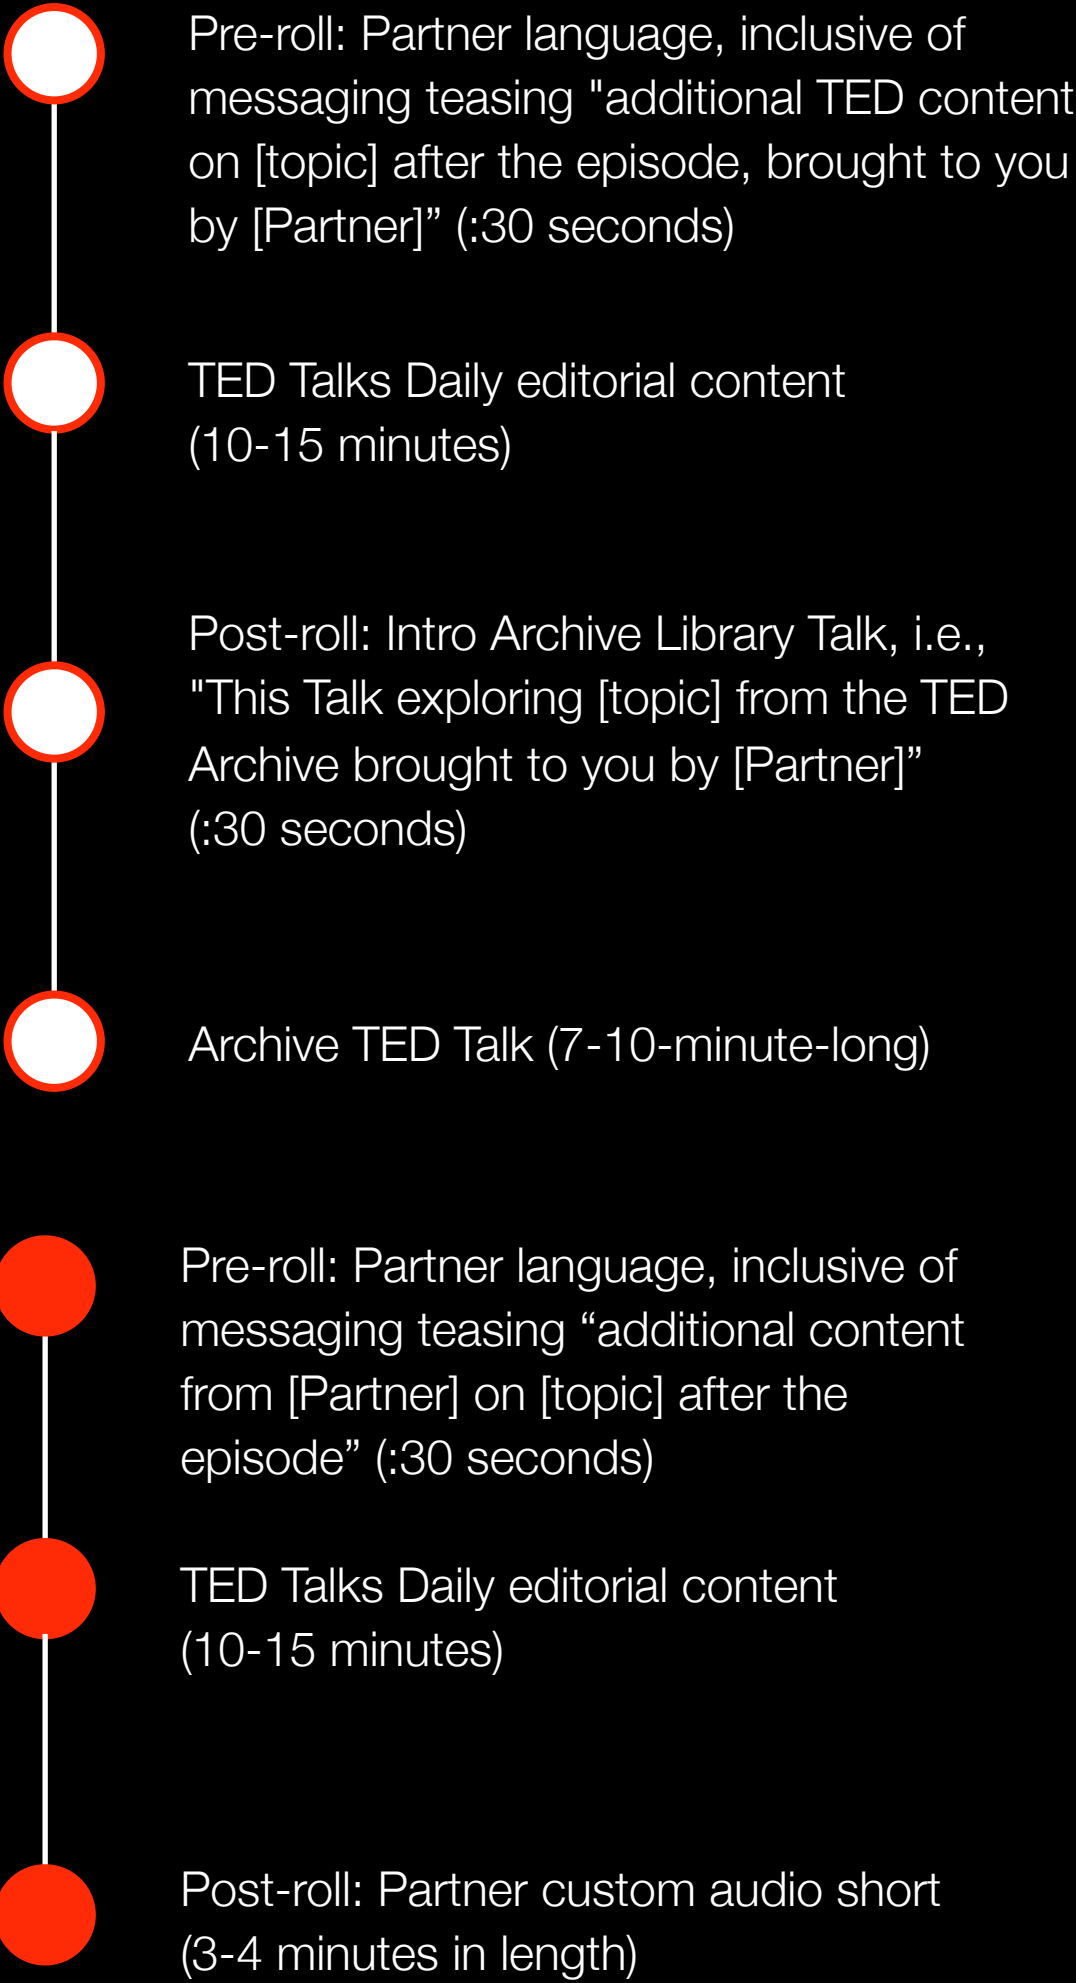 Pre-roll: Partner language, inclusive of
messaging teasing "additional TED content
on [topic] after the episode, brought to you
by [Partner]” (:30 seconds)
TED Talks Daily editorial content
(10-15 minutes)
Post-roll: Intro Archive Library Talk, i.e.,
"This Talk exploring [topic] from the TED
Archive brought to you by [Partner]”
(:30 seconds)
Archive TED Talk (7-10-minute-long)
Pre-roll: Partner language, inclusive of
messaging teasing “additional content
from [Partner] on [topic] after the
episode” (:30 seconds)
TED Talks Daily editorial content
(10-15 minutes)
Post-roll: Partner custom audio short
(3-4 minutes in length)